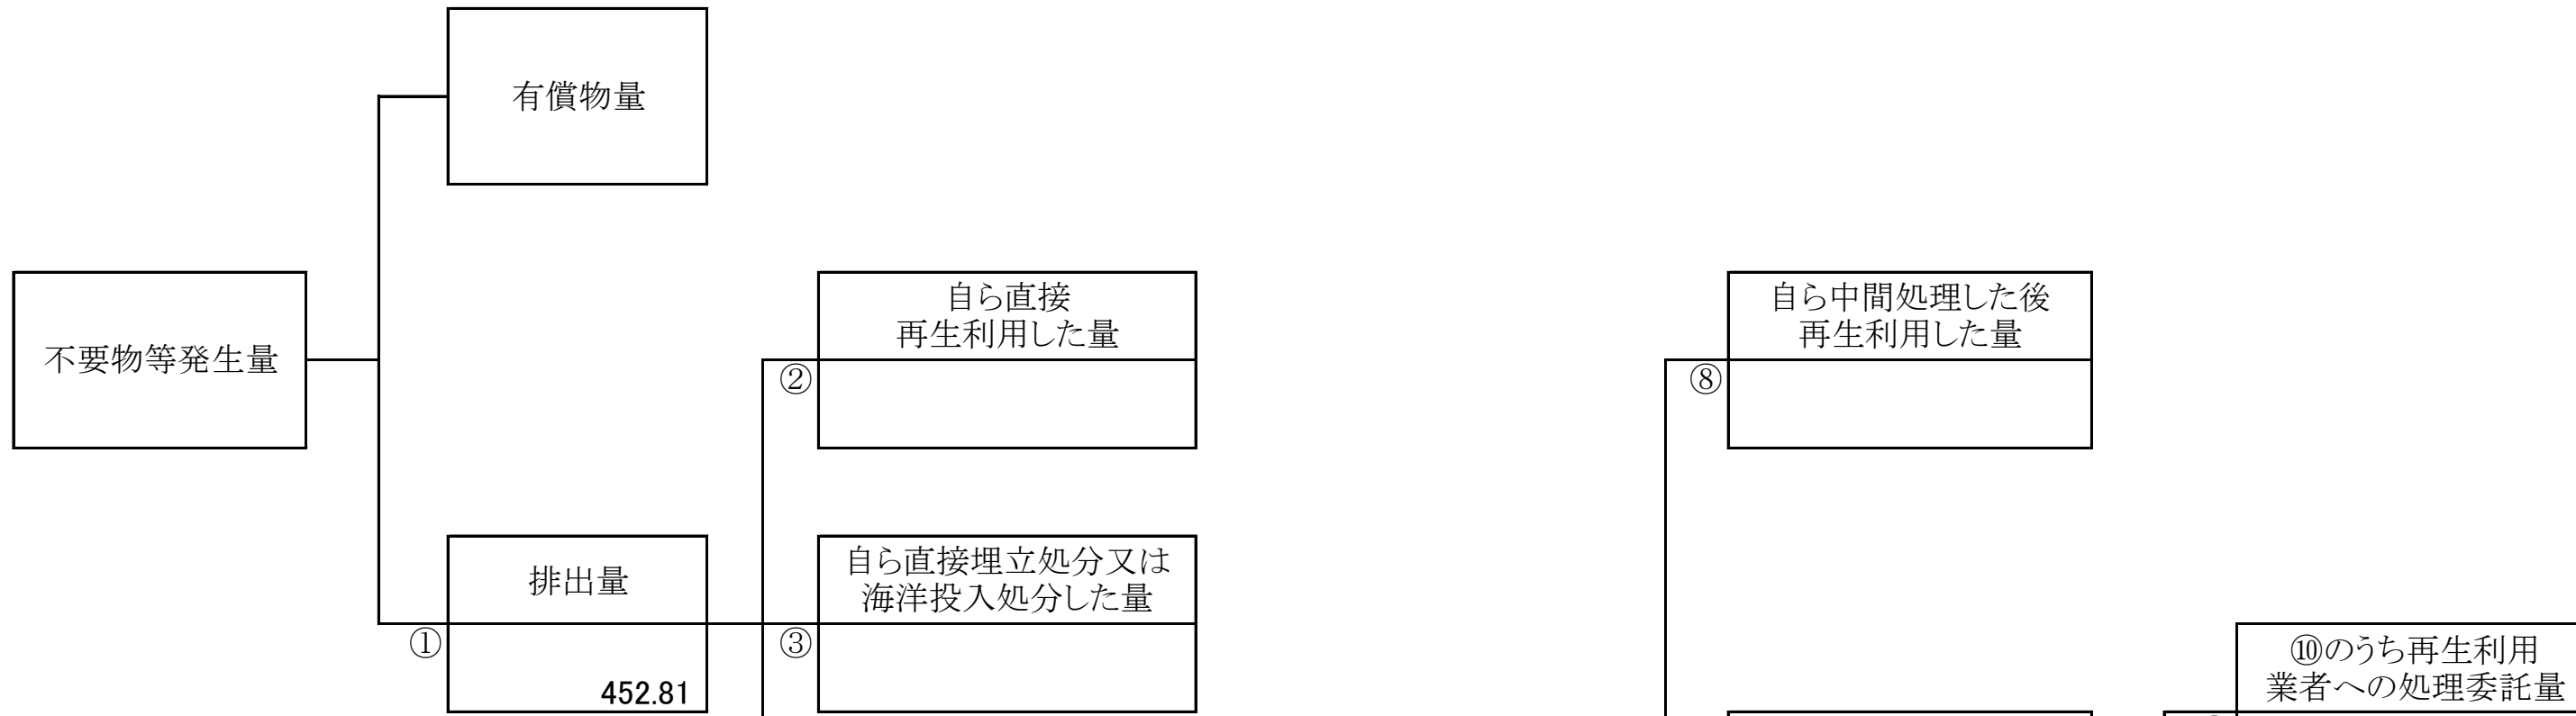 有償物量
不要物等発生量
自ら直接
再生利用した量
②
自ら中間処理した後
再生利用した量
⑧
排出量
①
452.81
自ら直接埋立処分又は
海洋投入処分した量
③
⑩のうち再生利用
業者への処理委託量